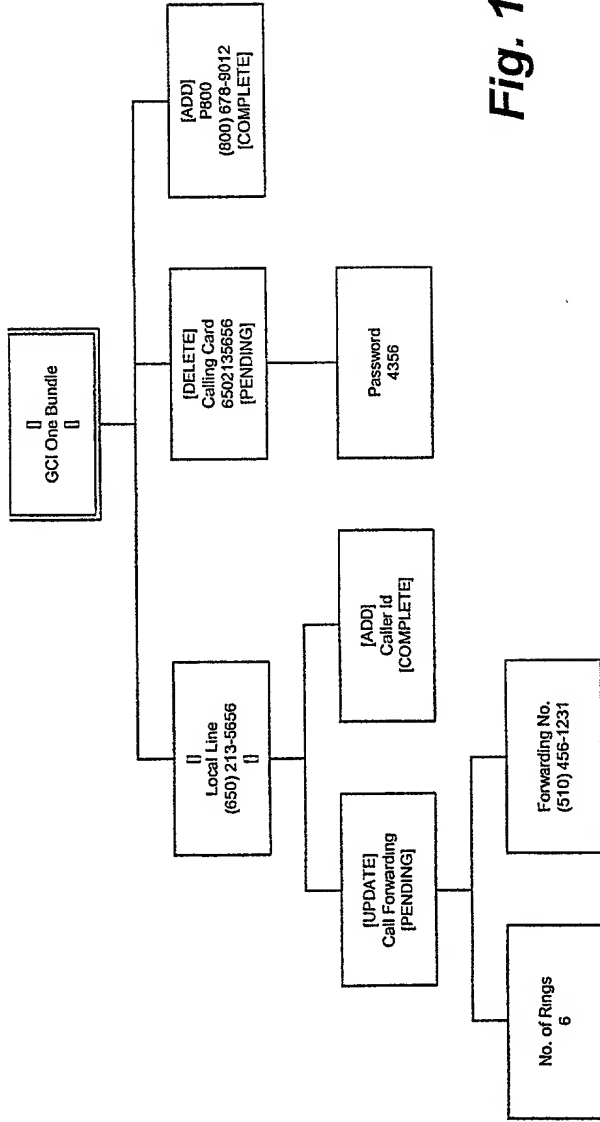 []
GCI One Bundle
[]
[]
Local Line
(650) 213-5656
[]
[DELETE]
Calling Card
6502135656
[PENDING]
[ADD]
P800
(800) 678-9012
[COMPLETE]
[UPDATE]
Call Forwarding
[PENDING]
[ADD]
Caller Id
[COMPLETE]
Password
4356
No. of Rings
6
Forwarding No.
(510) 456-1231
Fig. 1